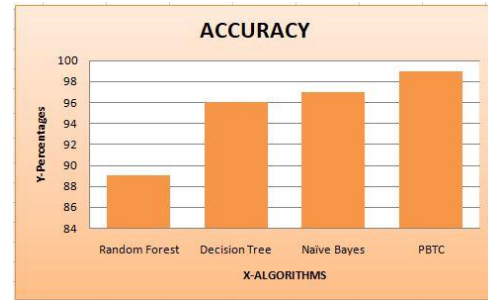 ACCURACY
Y-Percentages
100
98
96
94
92
90
88
86
84
Random Forest Decision Tree Naïve Bayes PBTC
X-ALGORITHMS